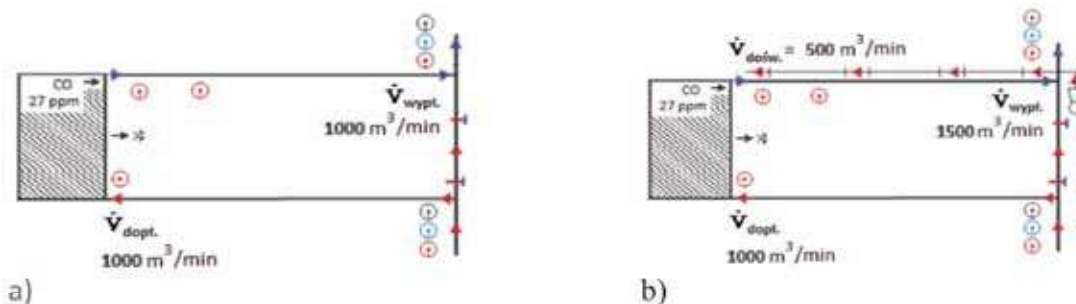 CO
27 ppm
V̇wypł.
1000 m³/min
V̇dopł.
1000 m³/min
a)
V̇dośw. = 500 m³/min
CO
27 ppm
V̇wypł.
1500 m³/min
V̇dopł.
1000 m³/min
b)